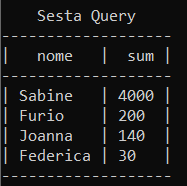 Sesta Query
-------------------
|   nome   |  sum |
-------------------
| Sabine   | 4000 |
| Furio    | 200  |
| Joanna   | 140  |
| Federica | 30   |
-------------------